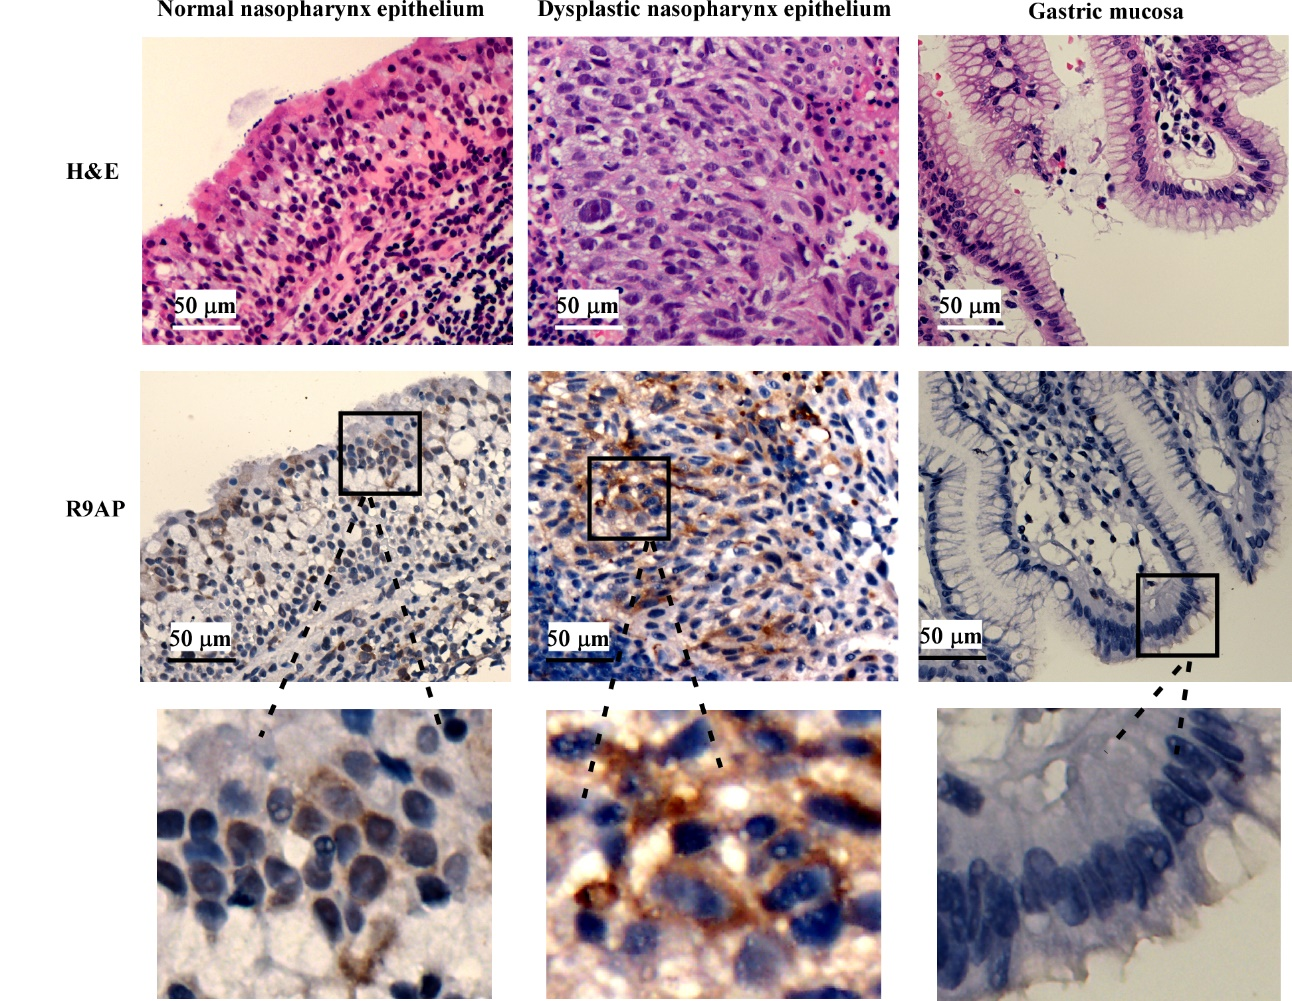 Normal nasopharynx epithelium
Dysplastic nasopharynx epithelium
Gastric mucosa
H&E
50 μm
50 μm
50 μm
R9AP
50 μm
50 μm
50 μm